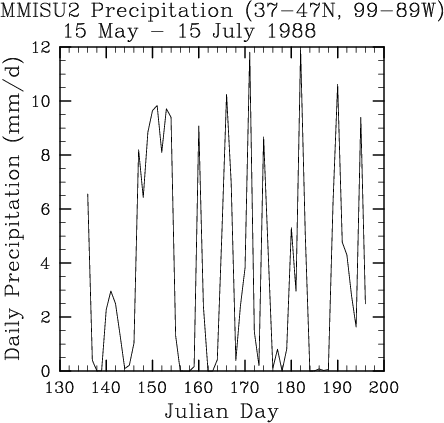 MMISU2 Precipitation (37-47N, 99-89W)
15 May - 15 July 1988
Daily Precipitation (mm/d)
12
10
8
6
4
2
0
130 140 150 160 170 180 190 200
Julian Day